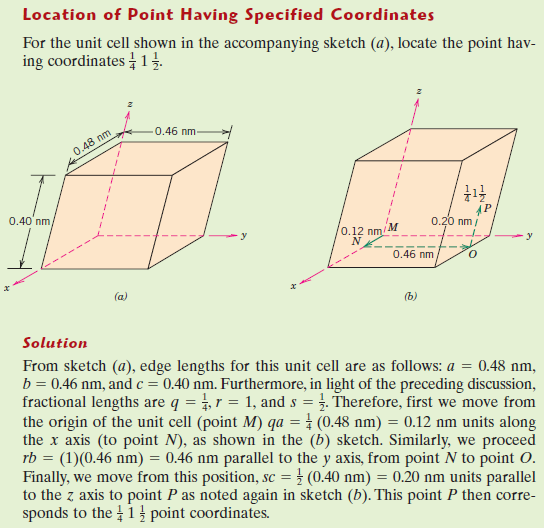 Location of Point Having Specified Coordinates
For the unit cell shown in the accompanying sketch (a), locate the point hav-
ing coordinates 1/4 1 1/2.
z
0.48 nm
0.46 nm
0.40 nm
y
x
(a)
z
1/4 1 1/2
P
0.20 nm
0.12 nm
M
N
y
0.46 nm
O
x
(b)
Solution
From sketch (a), edge lengths for this unit cell are as follows: a = 0.48 nm,
b = 0.46 nm, and c = 0.40 nm. Furthermore, in light of the preceding discussion,
fractional lengths are q = 1/4, r = 1, and s = 1/2. Therefore, first we move from
the origin of the unit cell (point M) qa = 1/4 (0.48 nm) = 0.12 nm units along
the x axis (to point N), as shown in the (b) sketch. Similarly, we proceed
rb = (1)(0.46 nm) = 0.46 nm parallel to the y axis, from point N to point O.
Finally, we move from this position, sc = 1/2 (0.40 nm) = 0.20 nm units parallel
to the z axis to point P as noted again in sketch (b). This point P then corre-
sponds to the 1/4 1 1/2 point coordinates.